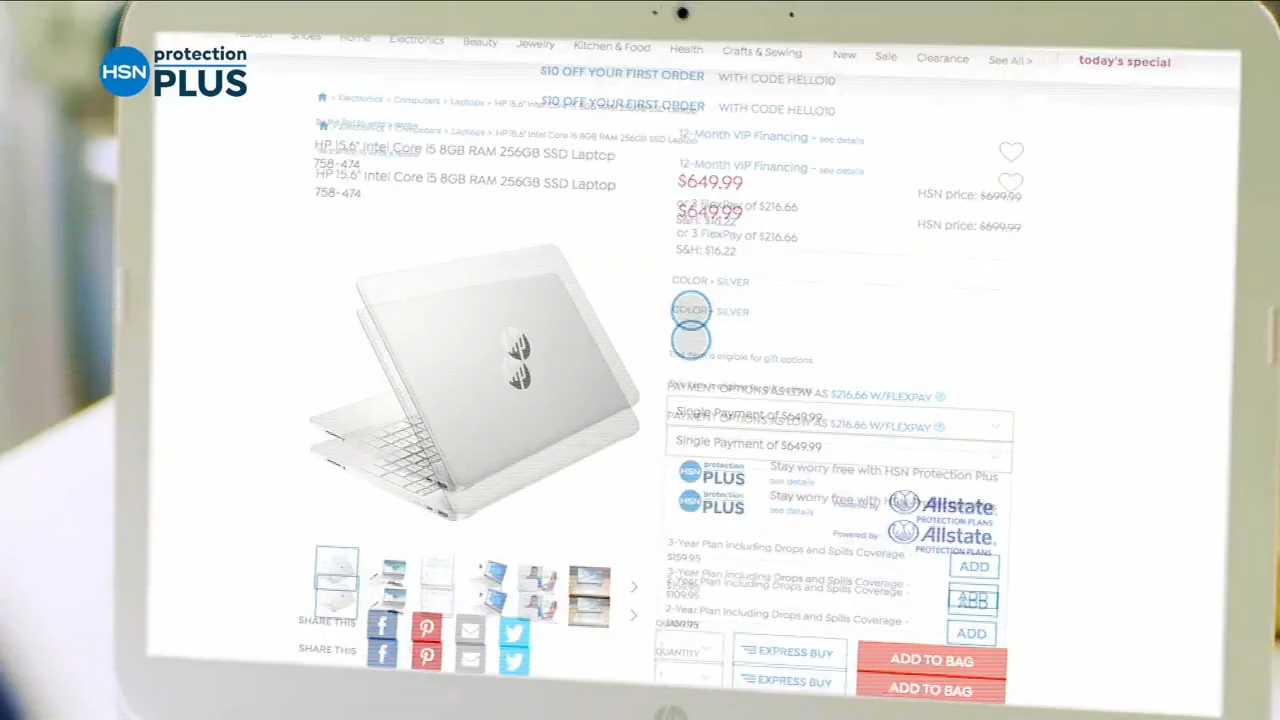 HSN protection PLUS
Fashion Shoes Home Electronics Beauty Jewelry Kitchen & Food Health Crafts & Sewing New Sale Clearance See All > today's special
$10 OFF YOUR FIRST ORDER WITH CODE HELLO10
$10 OFF YOUR FIRST ORDER WITH CODE HELLO10
> Electronics > Computers > Laptops > HP 15.6" Intel Core i5 8GB RAM 256GB SSD Laptop
> Electronics > Computers > Laptops > HP 15.6" Intel Core i5 8GB RAM 256GB SSD Laptop
12-Month VIP Financing - see details
HP 15.6" Intel Core i5 8GB RAM 256GB SSD Laptop
758-474
12-Month VIP Financing - see details
HP 15.6" Intel Core i5 8GB RAM 256GB SSD Laptop
758-474
$649.99 HSN price: $699.99
or 3 FlexPay of $216.66
S&H: $16.22
$649.99 HSN price: $699.99
or 3 FlexPay of $216.66
S&H: $16.22
COLOR • SILVER
COLOR • SILVER
hp
hp
This item is eligible for gift options.
PAYMENT OPTIONS AS LOW AS $216.66 W/FLEXPAY
Single Payment of $649.99
PAYMENT OPTIONS AS LOW AS $216.66 W/FLEXPAY
Single Payment of $649.99
HSN protection PLUS Stay worry free with HSN Protection Plus
see details
HSN protection PLUS Stay worry free with HSN Protection Plus
see details
Powered by Allstate. PROTECTION PLANS
Powered by Allstate. PROTECTION PLANS
3-Year Plan Including Drops and Spills Coverage - $159.95 ADD
3-Year Plan Including Drops and Spills Coverage - $159.95 ADD
2-Year Plan Including Drops and Spills Coverage - $109.95 ADD
2-Year Plan Including Drops and Spills Coverage - $109.95 ADD
SHARE THIS
SHARE THIS
QUANTITY
EXPRESS BUY
ADD TO BAG
QUANTITY
1
EXPRESS BUY
ADD TO BAG